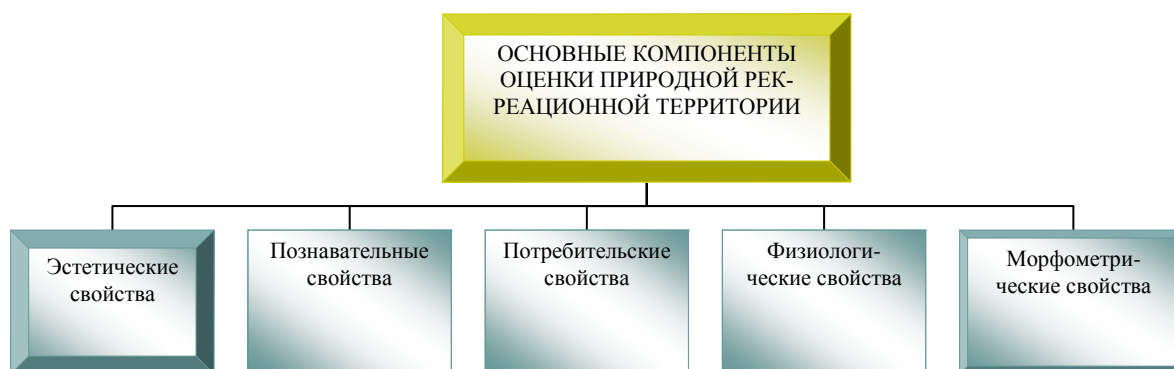 ОСНОВНЫЕ КОМПОНЕНТЫ
ОЦЕНКИ ПРИРОДНОЙ РЕК-
РЕАЦИОННОЙ ТЕРРИТОРИИ
Эстетические
свойства
Познавательные
свойства
Потребительские
свойства
Физиологи-
ческие свойства
Морфометри-
ческие свойства